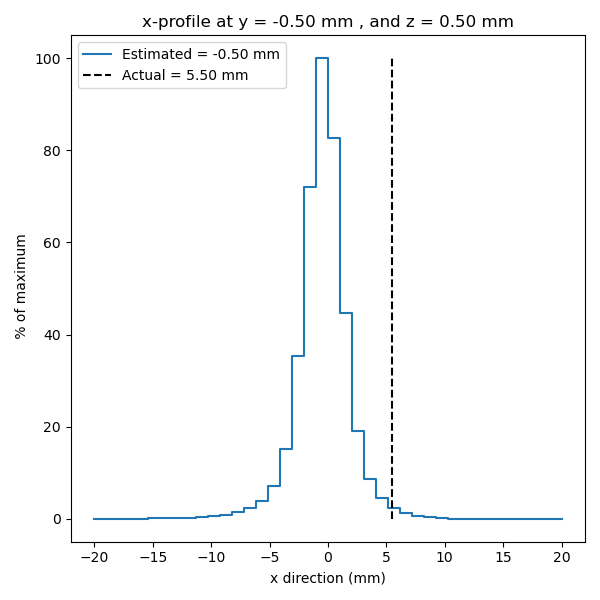 x-profile at y = -0.50 mm , and z = 0.50 mm
Estimated = -0.50 mm
Actual = 5.50 mm
% of maximum
100
80
60
40
20
0
−20 −15 −10 −5 0 5 10 15 20
x direction (mm)